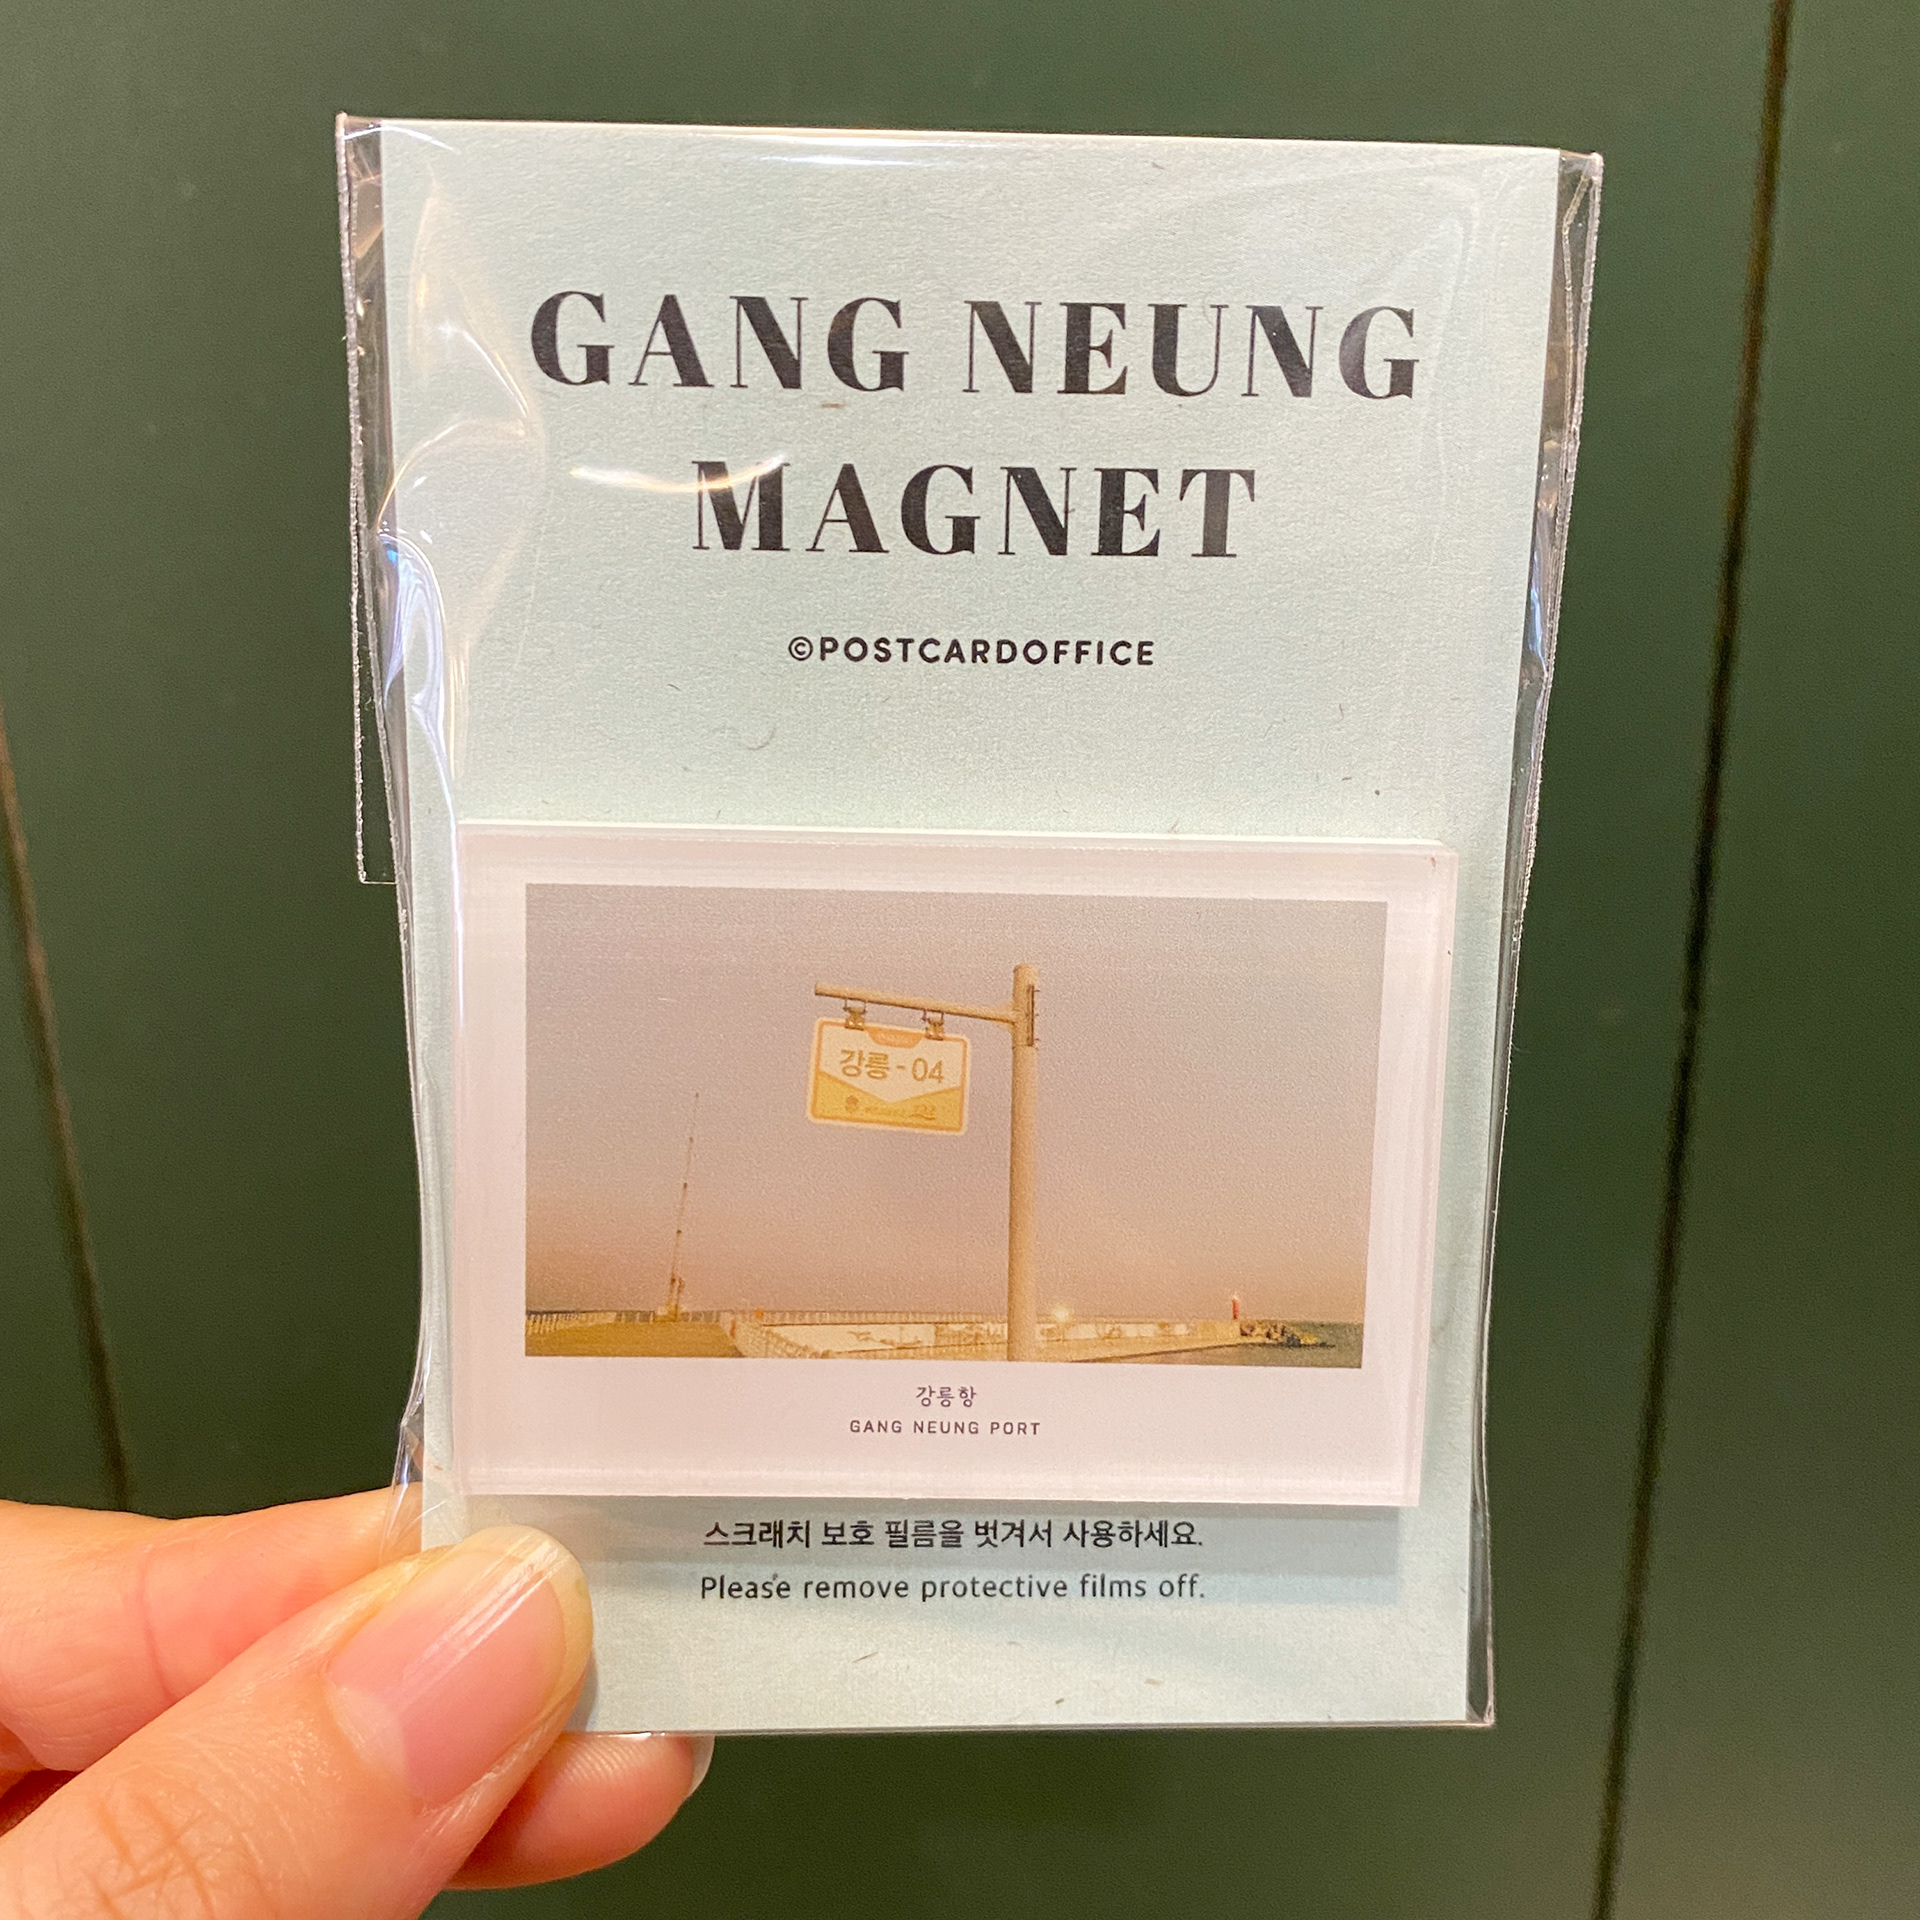 GANG NEUNG
MAGNET
©POSTCARDOFFICE
강릉-04
강릉항
GANG NEUNG PORT
스크래치 보호 필름을 벗겨서 사용하세요.
Please remove protective films off.